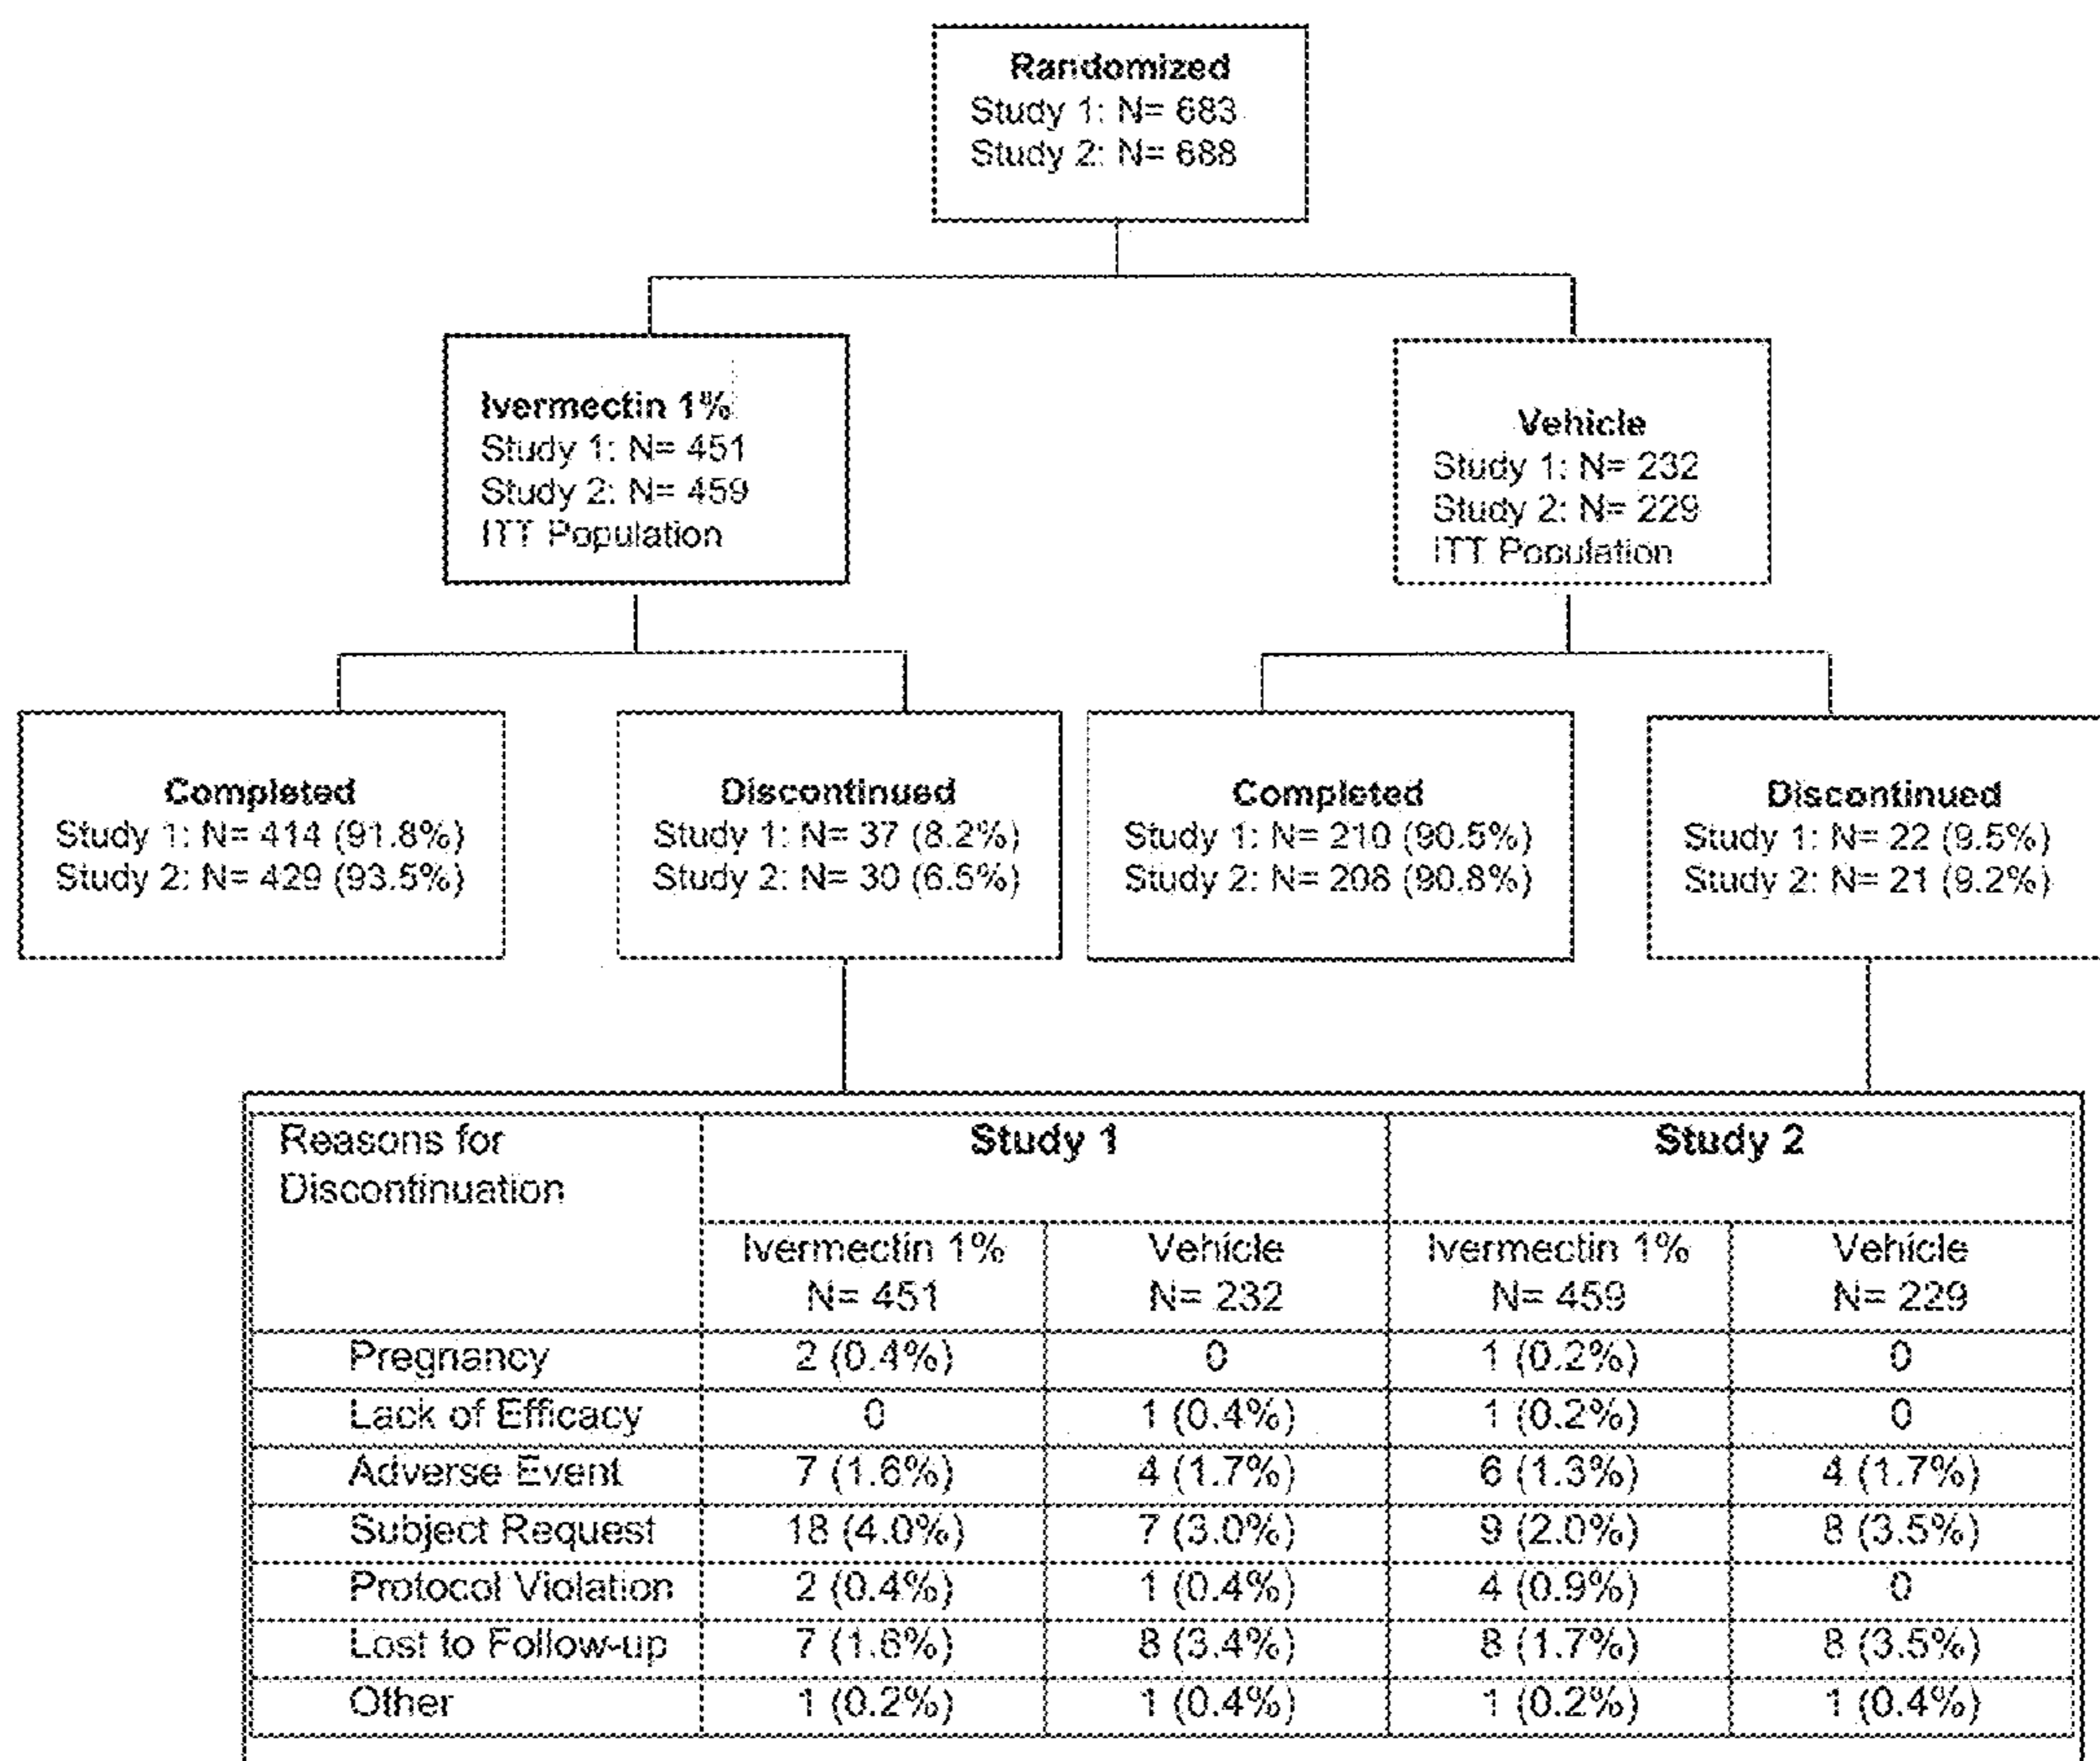 Randomized
Study 1: N= 683
Study 2: N= 688
Ivermectin 1%
Study 1: N= 451
Study 2: N= 459
ITT Population
Vehicle
Study 1: N= 232
Study 2: N= 229
ITT Population
Completed
Study 1: N= 414 (91.8%)
Study 2: N= 429 (93.5%)
Discontinued
Study 1: N= 37 (8.2%)
Study 2: N= 30 (6.5%)
Completed
Study 1: N= 210 (90.5%)
Study 2: N= 208 (90.8%)
Discontinued
Study 1: N= 22 (9.5%)
Study 2: N= 21 (9.2%)
Reasons for Study 1 Study 2
Discontinuation
Ivermectin 1% Vehicle Ivermectin 1% Vehicle
N= 451 N= 232 N= 459 N= 229
Pregnancy 2 (0.4%) 0 1 (0.2%) 0
Lack of Efficacy 0 1 (0.4%) 1 (0.2%) 0
Adverse Event 7 (1.6%) 4 (1.7%) 6 (1.3%) 4 (1.7%)
Subject Request 18 (4.0%) 7 (3.0%) 9 (2.0%) 8 (3.5%)
Protocol Violation 2 (0.4%) 1 (0.4%) 4 (0.9%) 0
Lost to Follow-up 7 (1.6%) 8 (3.4%) 8 (1.7%) 8 (3.5%)
Other 1 (0.2%) 1 (0.4%) 1 (0.2%) 1 (0.4%)